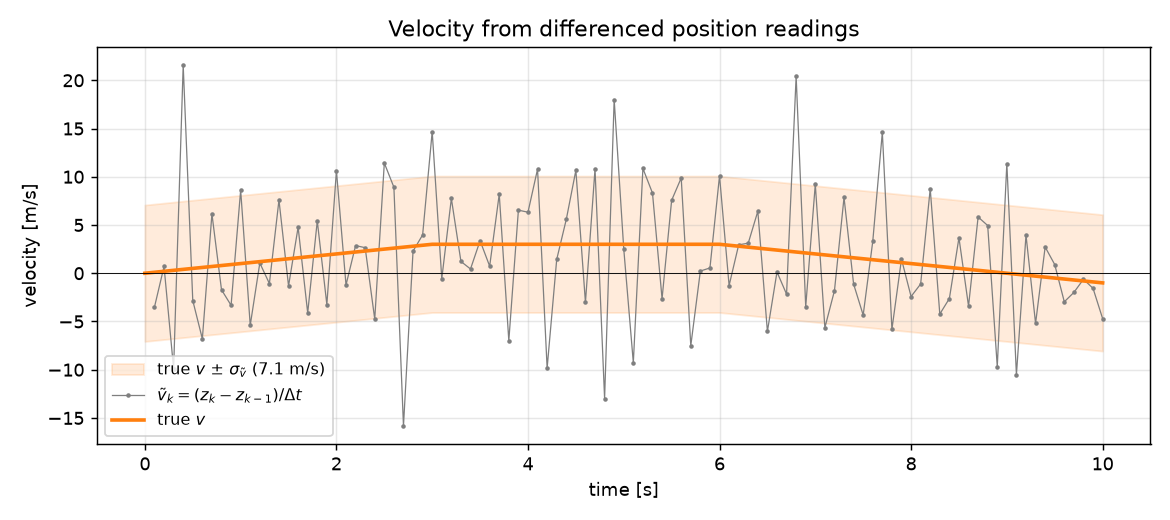 Velocity from differenced position readings
velocity [m/s]
20
15
10
5
0
−5
−10
−15
true v ± σṽ (7.1 m/s)
ṽk = (zk − zk−1)/Δt
true v
0 2 4 6 8 10
time [s]